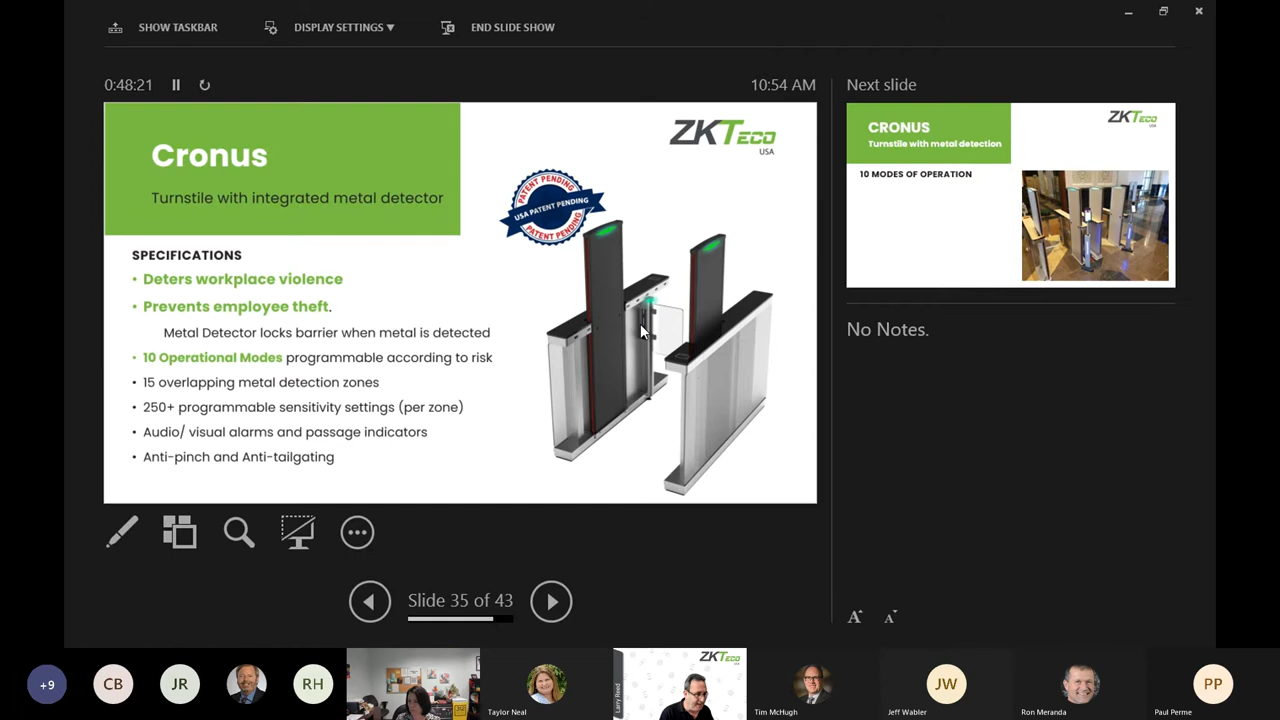 SHOW TASKBAR
DISPLAY SETTINGS ▼
END SLIDE SHOW
0:48:21
10:54 AM
Next slide
Cronus
Turnstile with integrated metal detector
ZKTECO
USA
PATENT PENDING
USA PATENT PENDING
PATENT PENDING
SPECIFICATIONS
• Deters workplace violence
• Prevents employee theft.
Metal Detector locks barrier when metal is detected
• 10 Operational Modes programmable according to risk
• 15 overlapping metal detection zones
• 250+ programmable sensitivity settings (per zone)
• Audio/ visual alarms and passage indicators
• Anti-pinch and Anti-tailgating
CRONUS
Turnstile with metal detection
ZKTECO
USA
10 MODES OF OPERATION
No Notes.
Slide 35 of 43
A A
+9
CB
JR
RH
Taylor Neal
ZKTECO
Larry Reed
Tim McHugh
JW
Jeff Wabler
Ron Meranda
PP
Paul Perme